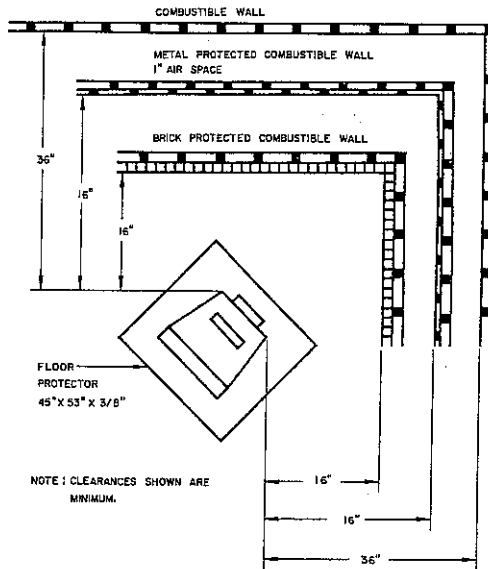 COMBUSTIBLE WALL
METAL PROTECTED COMBUSTIBLE WALL
1" AIR SPACE
BRICK PROTECTED COMBUSTIBLE WALL
36"
16"
16"
FLOOR
PROTECTOR
45" X 53" X 3/8"
NOTE : CLEARANCES SHOWN ARE
MINIMUM.
16"
16"
36"